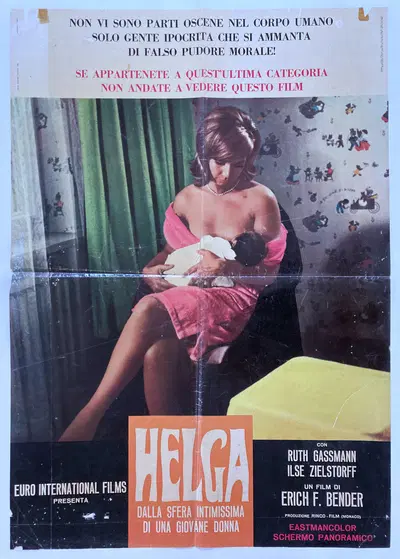 NON VI SONO PARTI OSCENE NEL CORPO UMANO
SOLO GENTE IPOCRITA CHE SI AMMANTA
DI FALSO PUDORE MORALE!
SE APPARTENETE A QUEST'ULTIMA CATEGORIA
NON ANDATE A VEDERE QUESTO FILM
EURO INTERNATIONAL FILMS
PRESENTA
HELGA
DALLA SFERA INTIMISSIMA
DI UNA GIOVANE DONNA
CON
RUTH GASSMANN
ILSE ZIELSTORFF
UN FILM DI
ERICH F. BENDER
PRODUZIONE RINCO-FILM (MONACO)
EASTMANCOLOR
SCHERMO PANORAMICO